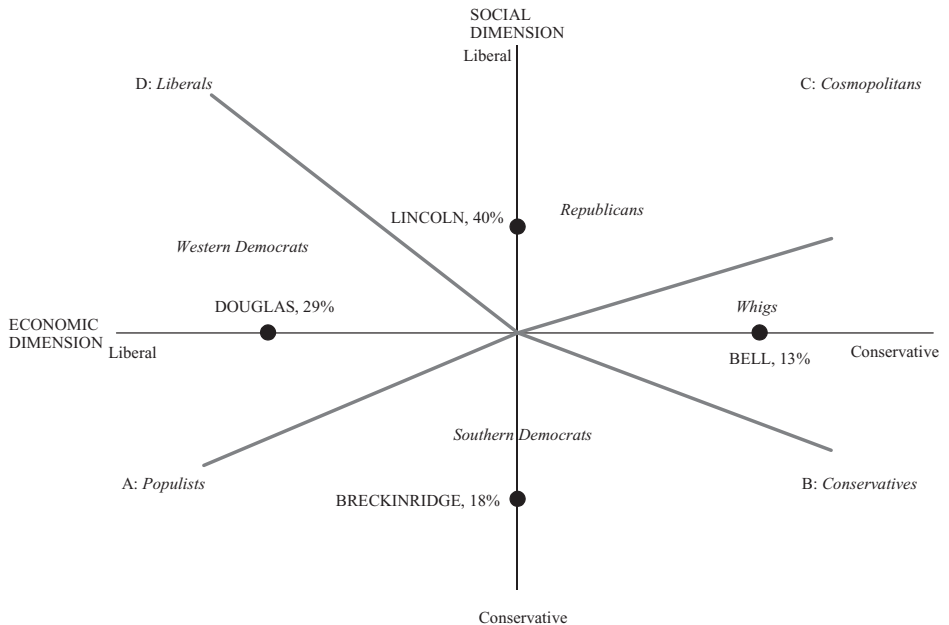 SOCIAL
DIMENSION
Liberal
D: Liberals
C: Cosmopolitans
LINCOLN, 40%
Republicans
Western Democrats
DOUGLAS, 29%
Whigs
ECONOMIC
DIMENSION
Liberal
Conservative
BELL, 13%
Southern Democrats
A: Populists
B: Conservatives
BRECKINRIDGE, 18%
Conservative